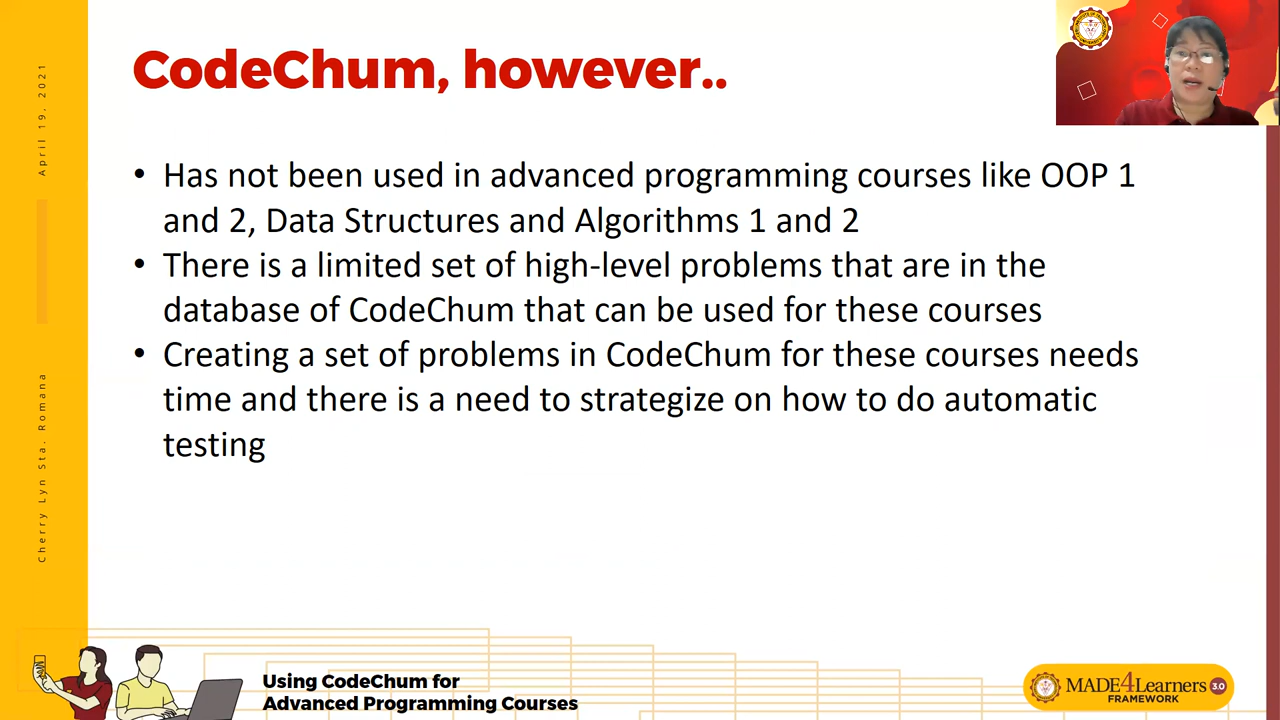 CodeChum, however..
• Has not been used in advanced programming courses like OOP 1
and 2, Data Structures and Algorithms 1 and 2
• There is a limited set of high-level problems that are in the
database of CodeChum that can be used for these courses
• Creating a set of problems in CodeChum for these courses needs
time and there is a need to strategize on how to do automatic
testing
April 19, 2021
Cherry Lyn Sta. Romana
Using CodeChum for
Advanced Programming Courses
MADE4Learners 3.0
FRAMEWORK